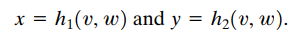 x = h₁(v, w) and y = h₂(v, w).